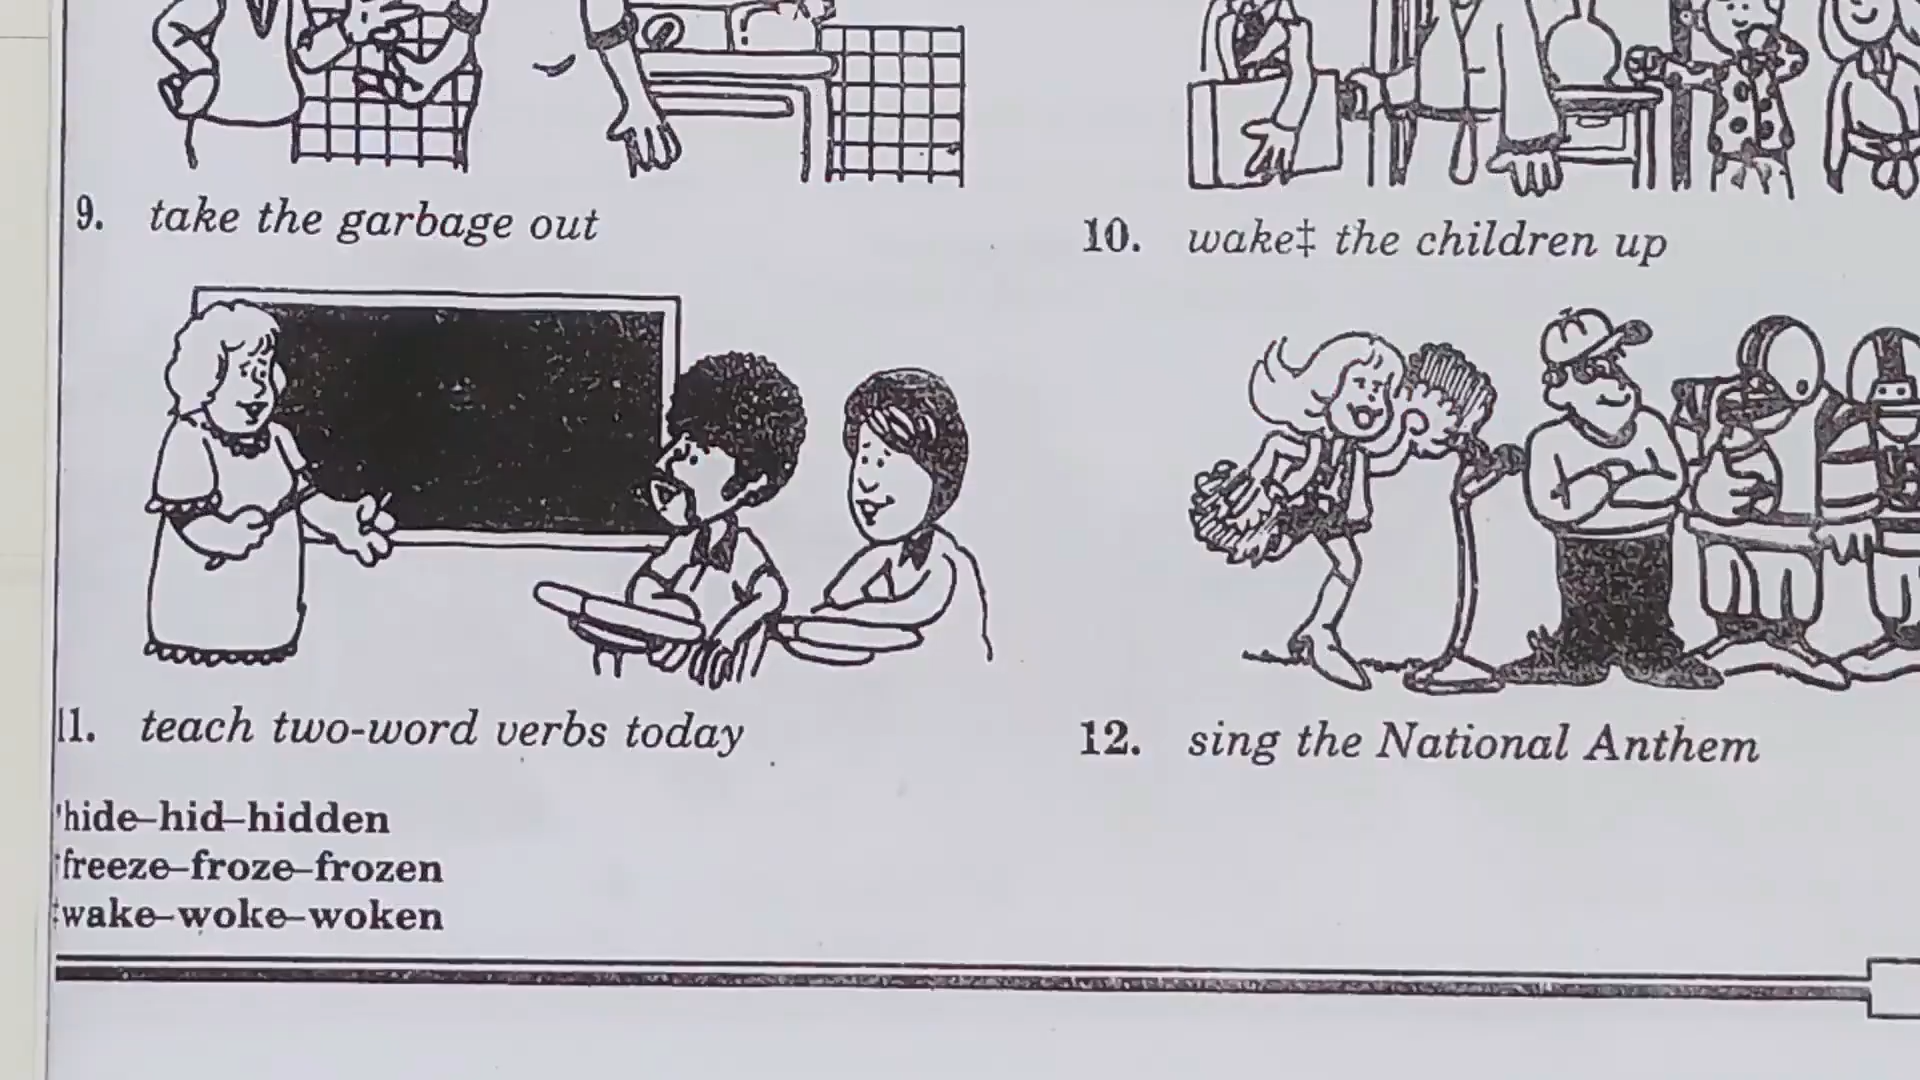 9. take the garbage out
10. wake‡ the children up
11. teach two-word verbs today
12. sing the National Anthem
*hide–hid–hidden
†freeze–froze–frozen
‡wake–woke–woken